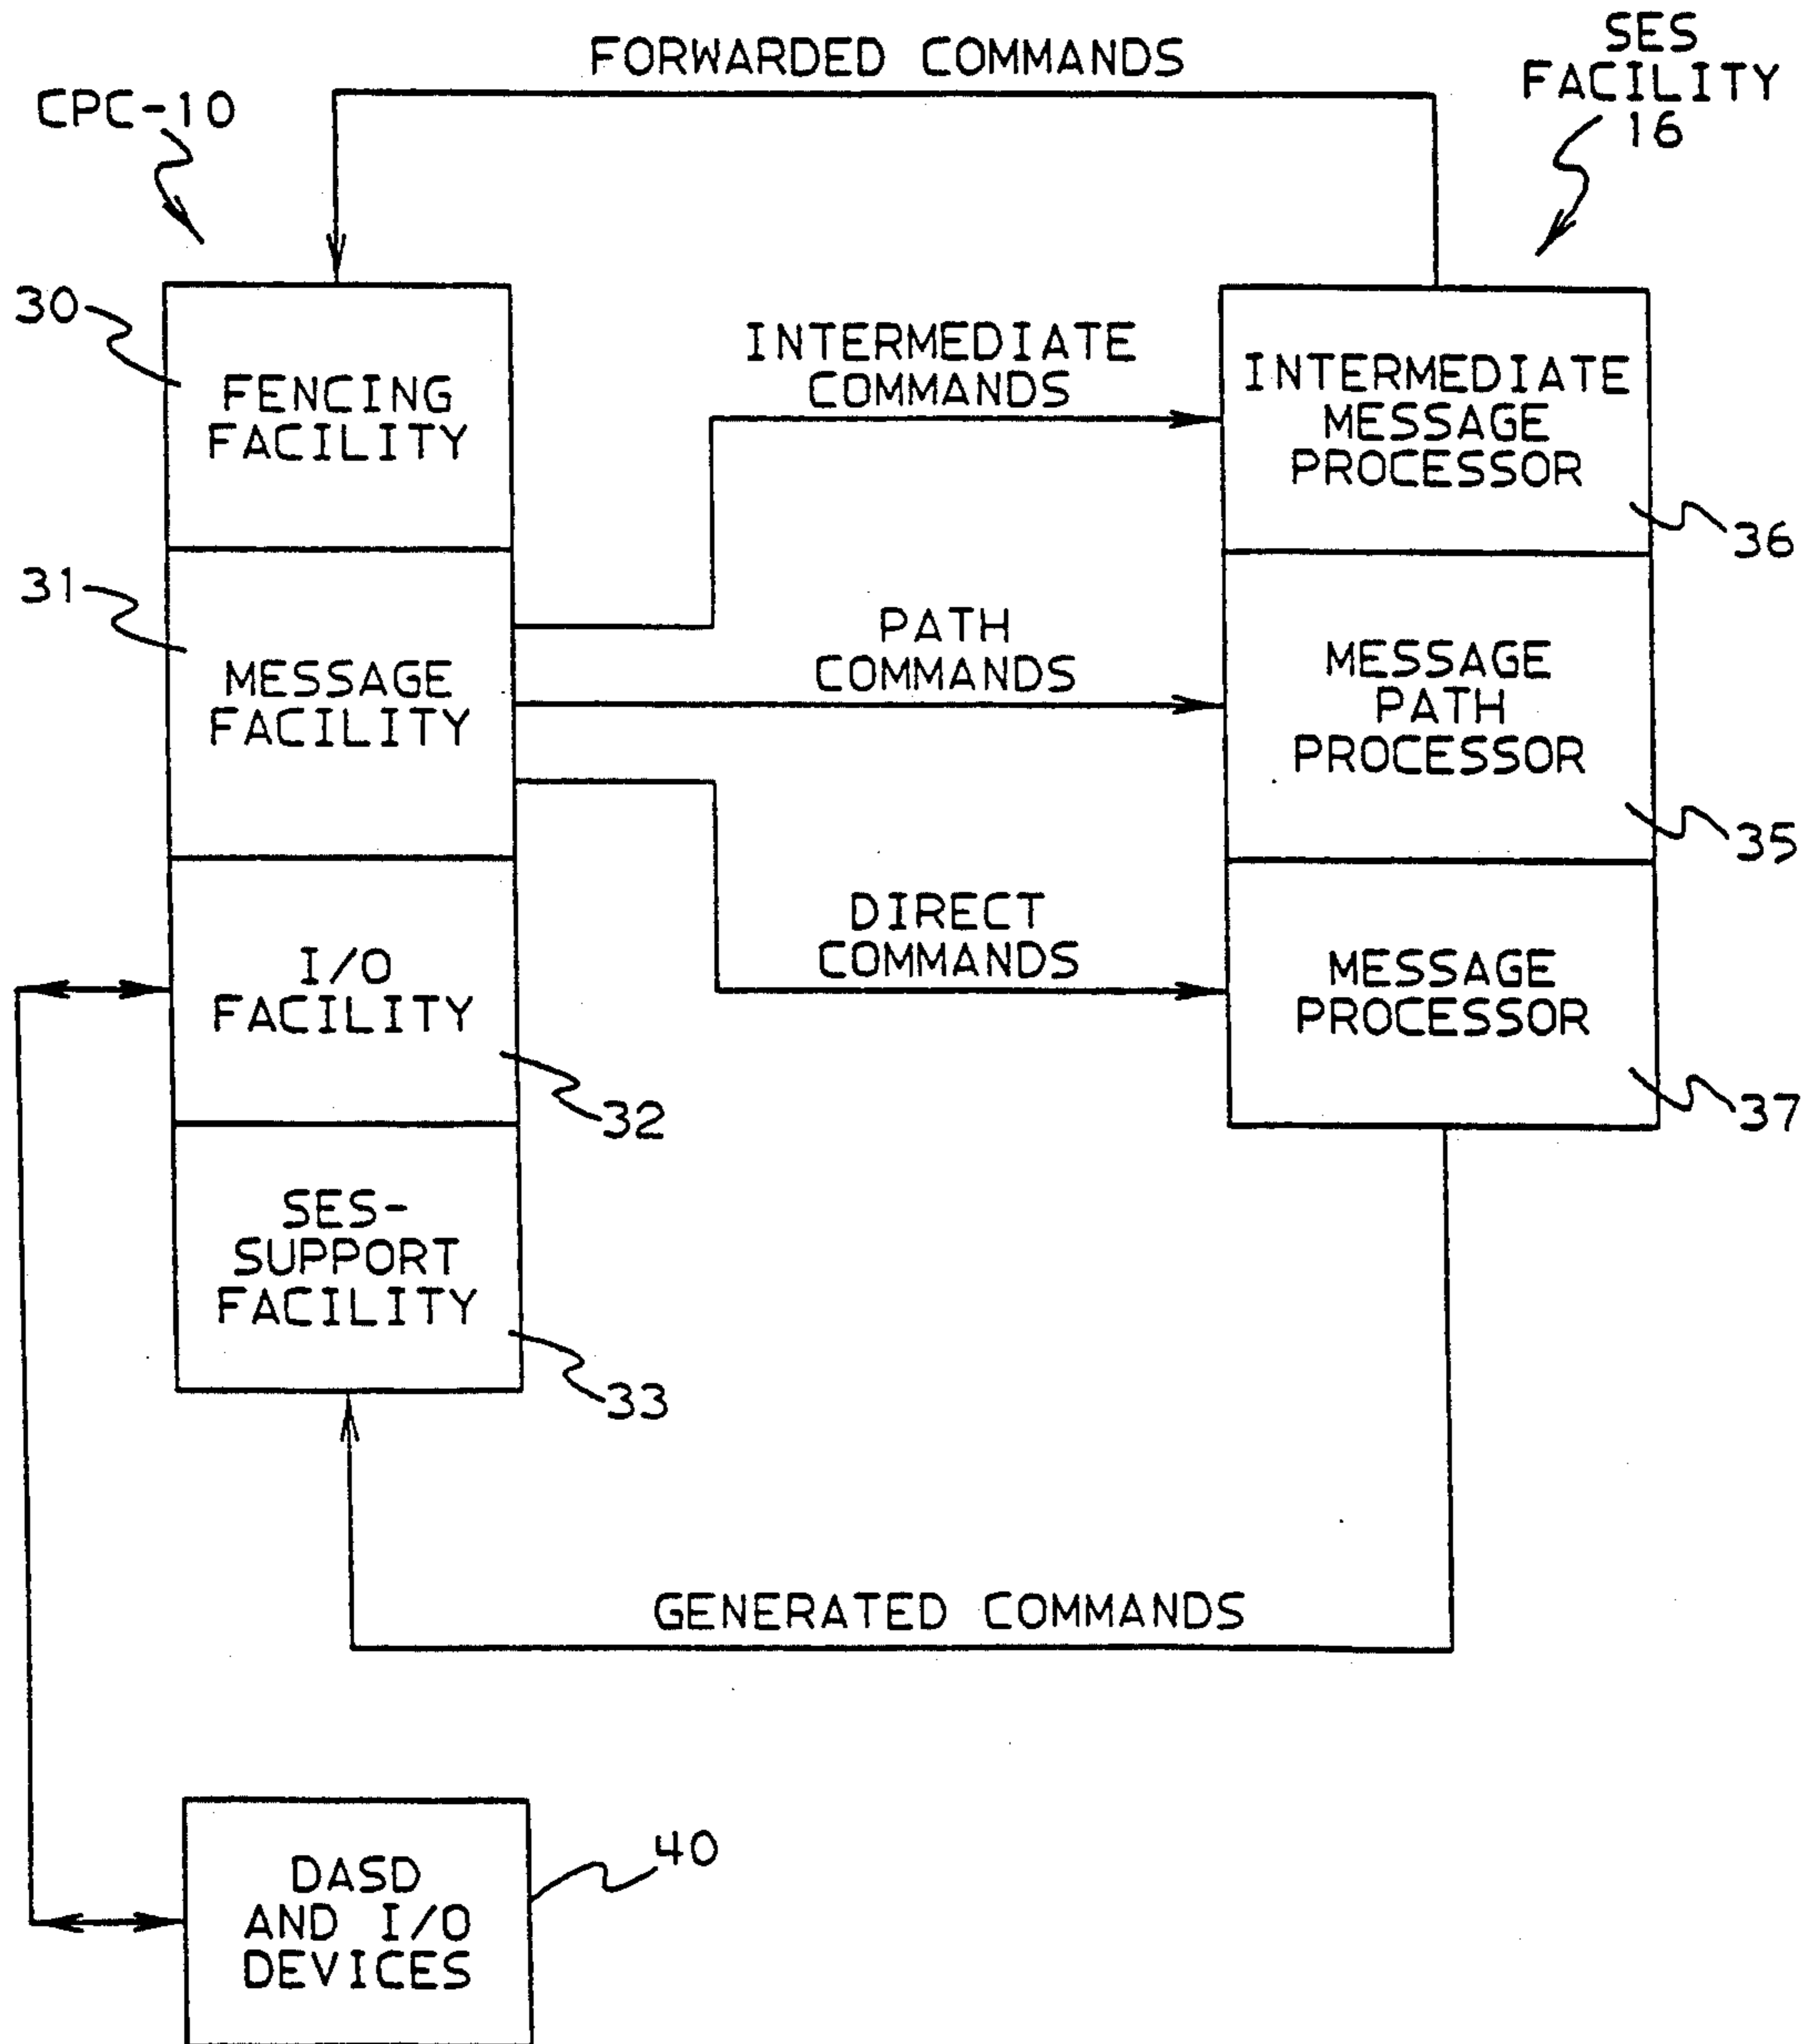 FORWARDED COMMANDS
SES
FACILITY
16
CPC-10
30
FENCING
FACILITY
INTERMEDIATE
COMMANDS
INTERMEDIATE
MESSAGE
PROCESSOR
36
31
MESSAGE
FACILITY
PATH
COMMANDS
MESSAGE
PATH
PROCESSOR
35
I/O
FACILITY
32
DIRECT
COMMANDS
MESSAGE
PROCESSOR
37
SES-
SUPPORT
FACILITY
33
GENERATED COMMANDS
DASD
AND I/O
DEVICES
40